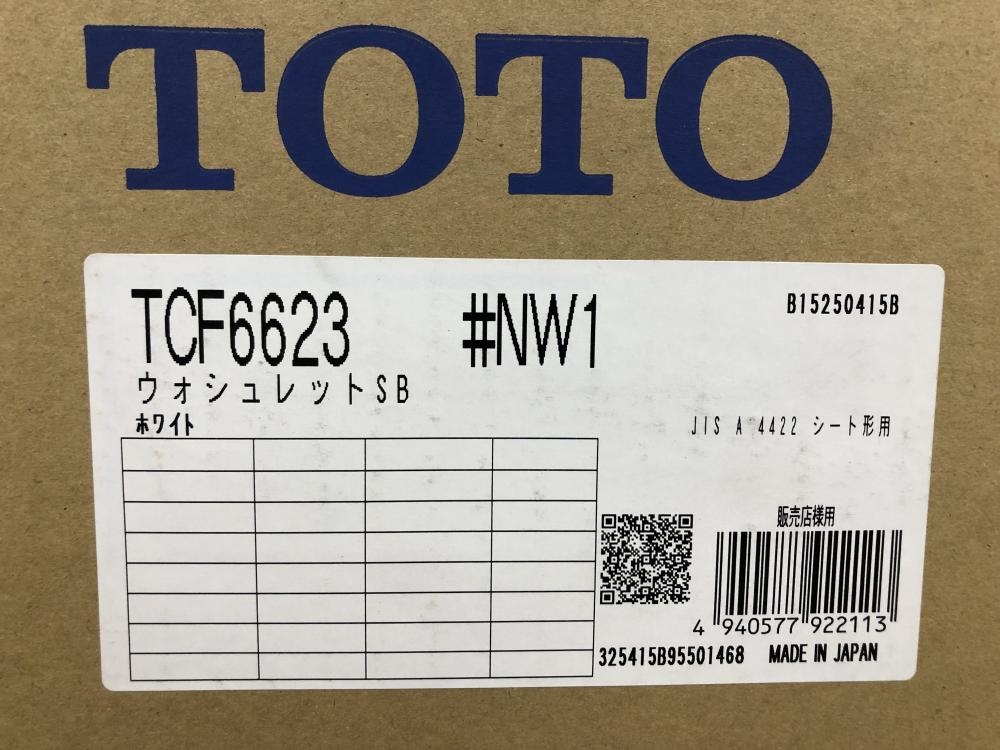 TOTO
TCF6623 #NW1 B15250415B
ウォシュレットSB
ホワイト
JIS A 4422 シート形用
販売店様用
4 940577 922113
325415B95501468 MADE IN JAPAN